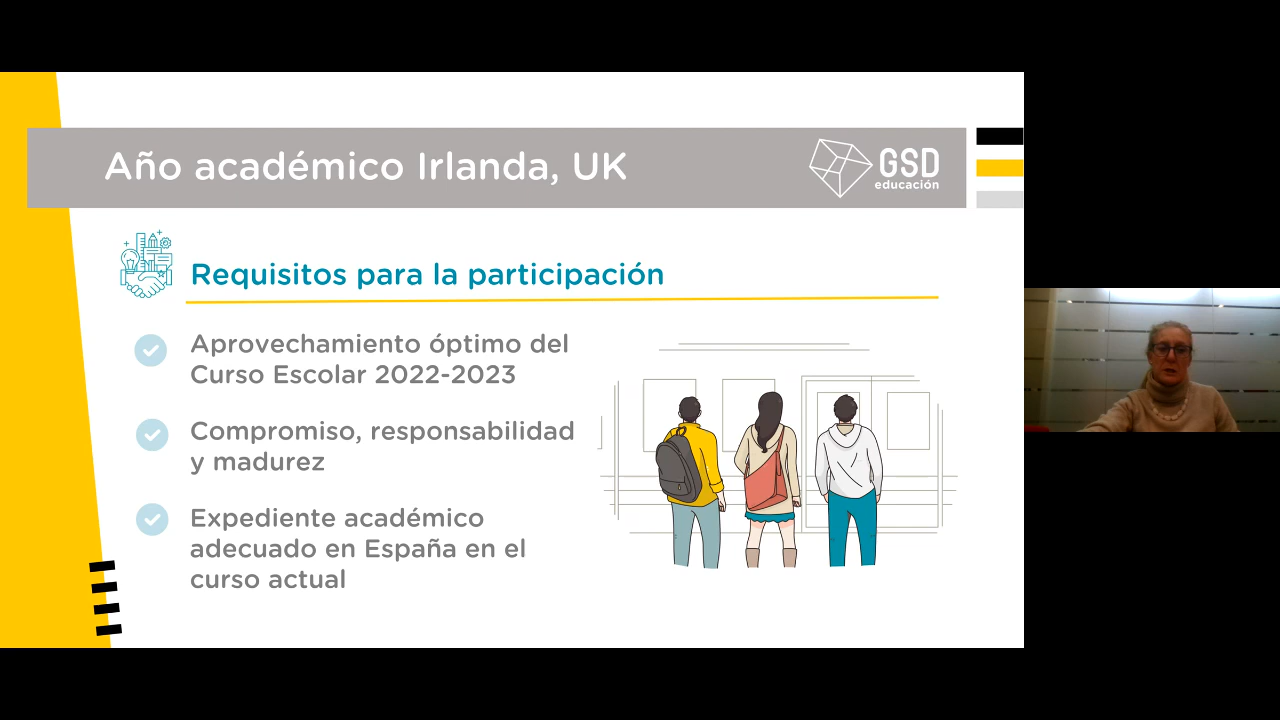 Año académico Irlanda, UK
GSD
educación
Requisitos para la participación
Aprovechamiento óptimo del
Curso Escolar 2022-2023
Compromiso, responsabilidad
y madurez
Expediente académico
adecuado en España en el
curso actual